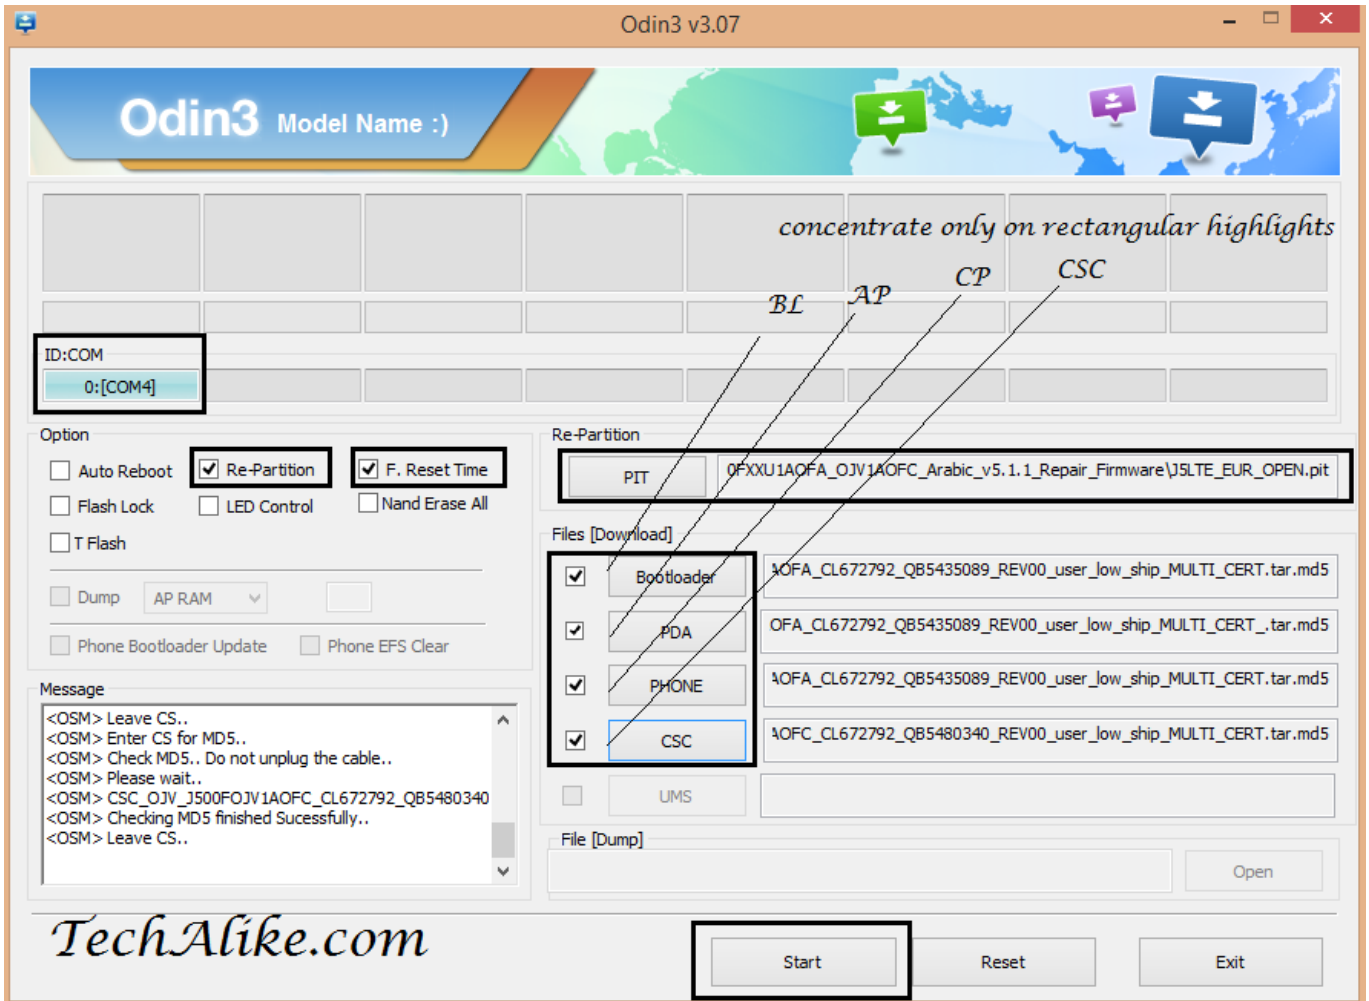 Odin3 v3.07
Odin3 Model Name :)
concentrate only on rectangular highlights
BL AP CP CSC
ID:COM
0:[COM4]
Option
Auto Reboot Re-Partition F. Reset Time
Flash Lock LED Control Nand Erase All
T Flash
Dump AP RAM
Phone Bootloader Update Phone EFS Clear
Message
<OSM> Leave CS..
<OSM> Enter CS for MD5..
<OSM> Check MD5.. Do not unplug the cable..
<OSM> Please wait..
<OSM> CSC_OJV_J500FOJV1AOFC_CL672792_QB5480340
<OSM> Checking MD5 finished Sucessfully..
<OSM> Leave CS..
Re-Partition
PIT 0FXXU1AOFA_OJV1AOFC_Arabic_v5.1.1_Repair_Firmware\J5LTE_EUR_OPEN.pit
Files [Download]
Bootloader AOFA_CL672792_QB5435089_REV00_user_low_ship_MULTI_CERT.tar.md5
PDA OFA_CL672792_QB5435089_REV00_user_low_ship_MULTI_CERT_.tar.md5
PHONE AOFA_CL672792_QB5435089_REV00_user_low_ship_MULTI_CERT.tar.md5
CSC AOFC_CL672792_QB5480340_REV00_user_low_ship_MULTI_CERT.tar.md5
UMS
File [Dump]
Open
TechAlike.com
Start Reset Exit